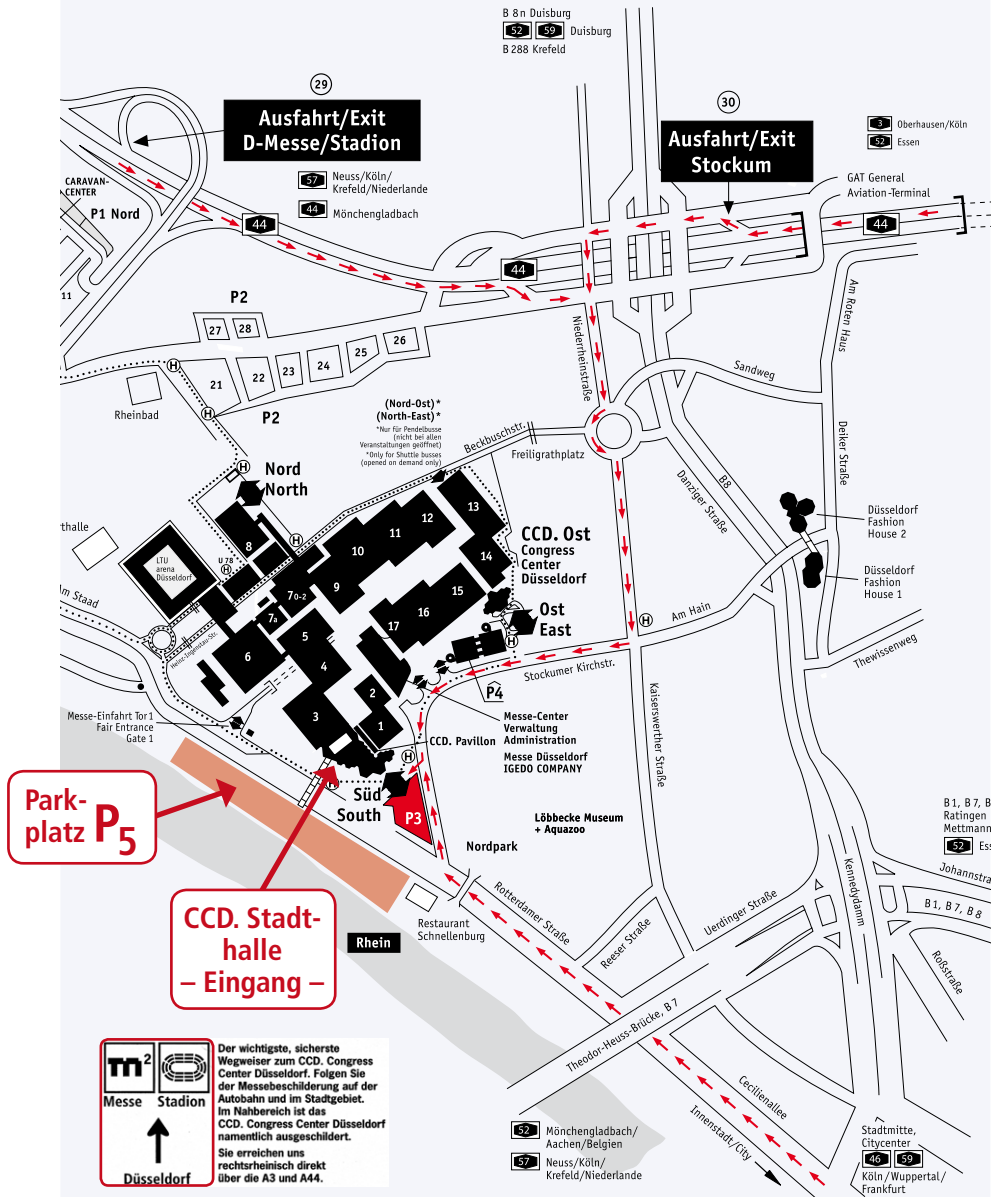 B 8n Duisburg
52 59 Duisburg
B 288 Krefeld
29
Ausfahrt/Exit
D-Messe/Stadion
30
Ausfahrt/Exit
Stockum
3 Oberhausen/Köln
52 Essen
57 Neuss/Köln/
Krefeld/Niederlande
44 Mönchengladbach
GAT General
Aviation-Terminal
CARAVAN-
CENTER
P1 Nord
44
44
44
11
P2
27 28
21 22 23 24 25 26
P2
Rheinbad
Niederrheinstraße
Am Roten Haus
Sandweg
Deiker Straße
(Nord-Ost)*
(North-East)*
*Nur für Pendelbusse
(nicht bei allen
Veranstaltungen geöffnet)
*Only for Shuttle busses
(opened on demand only)
Beckbuschstr.
Freiligrathplatz
H
H
H
H
H
H
H
H
H
Nord
North
B8
Danziger Straße
Düsseldorf
Fashion
House 2
Düsseldorf
Fashion
House 1
rthalle
LTU
arena
Düsseldorf
U 78
8
13
12
11
10
9
14
15
16
17
7 0-2
7a
6
5
4
3
2
1
CCD. Ost
Congress
Center
Düsseldorf
Ost
East
Am Hain
Am Staad
Heinz-Ingenstau-Str.
Thewissenweg
Stockumer Kirchstr.
P4
Messe-Einfahrt Tor 1
Fair Entrance
Gate 1
Messe-Center
Verwaltung
Administration
Messe Düsseldorf
IGEDO COMPANY
CCD. Pavillon
Kaiserswerther Straße
Süd
South
P3
Park-
platz P5
Löbbecke Museum
+ Aquazoo
Nordpark
B 1, B 7, B
Ratingen
Mettmann
52 Ess
Johannstra
B 1, B 7, B 8
Kennedydamm
Roßstraße
CCD. Stadt-
halle
– Eingang –
Restaurant
Schnellenburg
Rhein
Rotterdamer Straße
Reeser Straße
Uerdinger Straße
Theodor-Heuss-Brücke, B 7
Cecilienallee
Innenstadt/City
m²
Messe Stadion
Düsseldorf
Der wichtigste, sicherste
Wegweiser zum CCD. Congress
Center Düsseldorf. Folgen Sie
der Messebeschilderung auf der
Autobahn und im Stadtgebiet.
Im Nahbereich ist das
CCD. Congress Center Düsseldorf
namentlich ausgeschildert.
Sie erreichen uns
rechtsrheinisch direkt
über die A3 und A44.
52 Mönchengladbach/
Aachen/Belgien
57 Neuss/Köln/
Krefeld/Niederlande
Stadtmitte,
Citycenter
46 59
Köln/Wuppertal/
Frankfurt